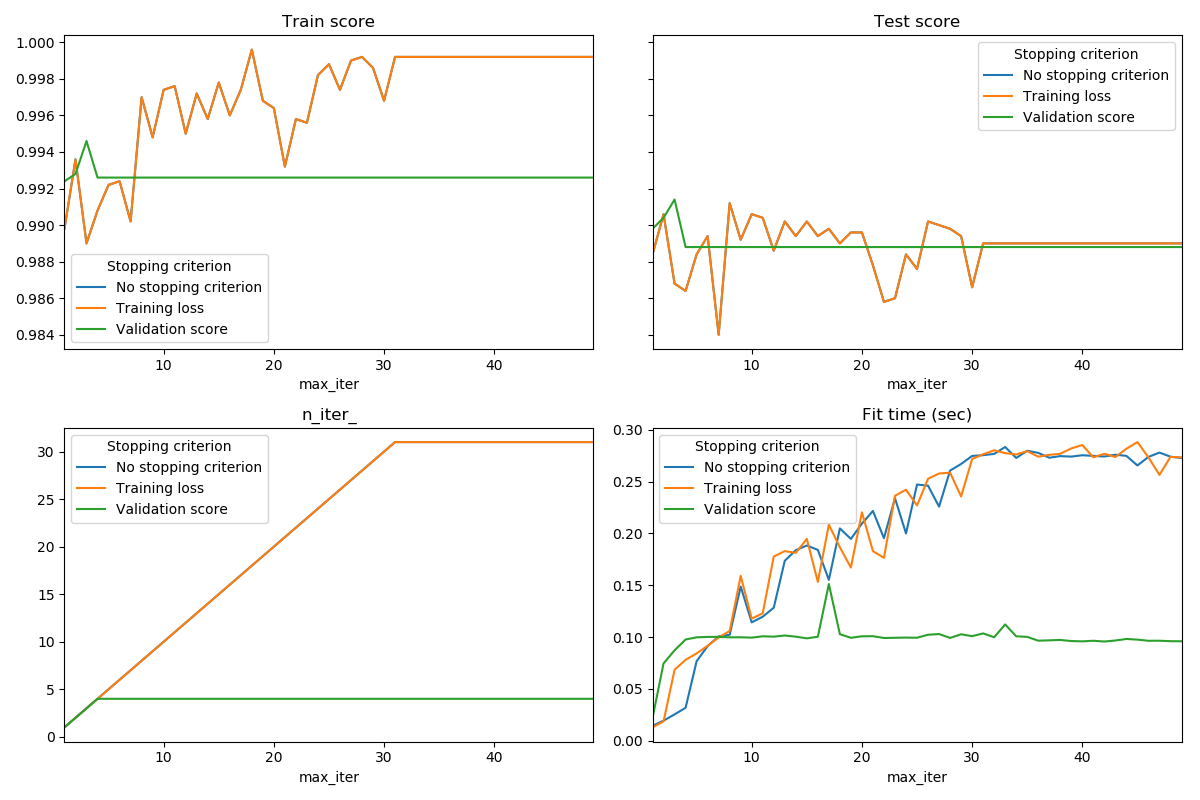 Train score
1.000
0.998
0.996
0.994
0.992
0.990
0.988
0.986
0.984
Stopping criterion
No stopping criterion
Training loss
Validation score
10
20
30
40
max_iter
Test score
Stopping criterion
No stopping criterion
Training loss
Validation score
10
20
30
40
max_iter
n_iter_
30
25
20
15
10
5
0
Stopping criterion
No stopping criterion
Training loss
Validation score
10
20
30
40
max_iter
Fit time (sec)
0.30
0.25
0.20
0.15
0.10
0.05
0.00
Stopping criterion
No stopping criterion
Training loss
Validation score
10
20
30
40
max_iter